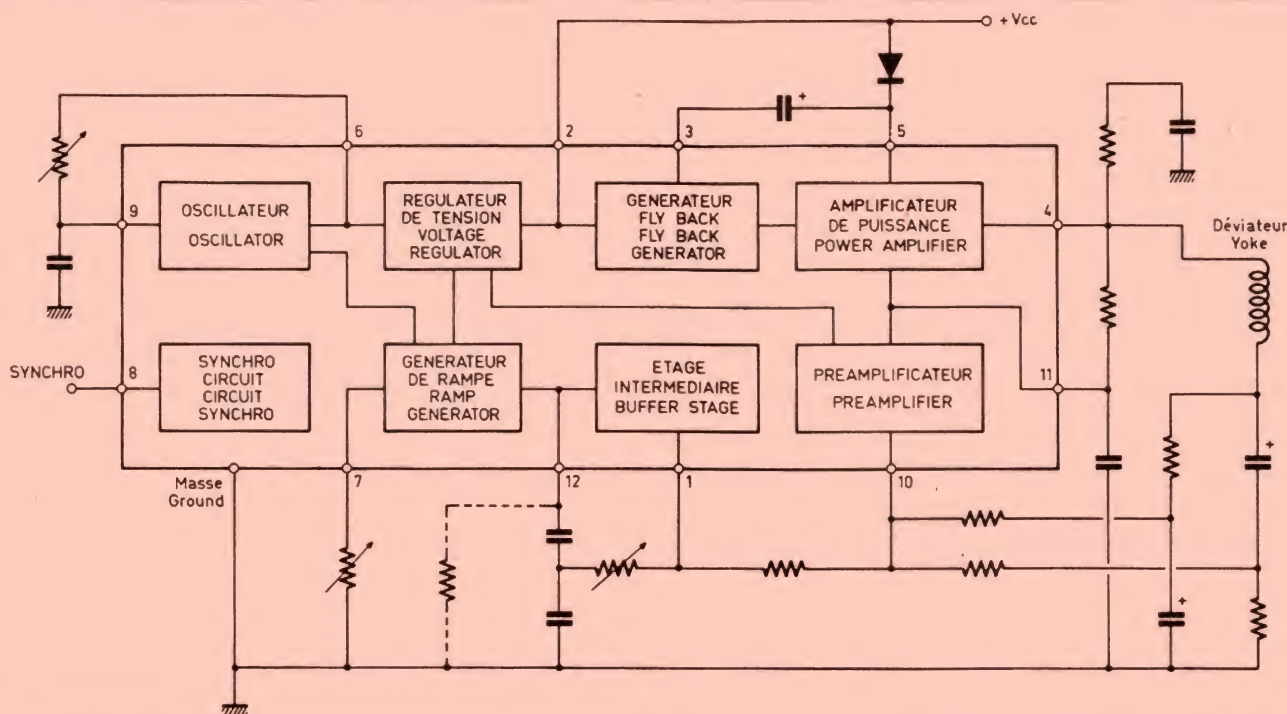 + Vcc
6
2
3
+
5
9
OSCILLATEUR
OSCILLATOR
REGULATEUR
DE TENSION
VOLTAGE
REGULATOR
GENERATEUR
FLY BACK
FLY BACK
GENERATOR
AMPLIFICATEUR
DE PUISSANCE
POWER AMPLIFIER
4
Déviateur
Yoke
SYNCHRO
8
SYNCHRO
CIRCUIT
CIRCUIT
SYNCHRO
GENERATEUR
DE RAMPE
RAMP
GENERATOR
ETAGE
INTERMEDIAIRE
BUFFER STAGE
PREAMPLIFICATEUR
PREAMPLIFIER
11
+
Masse
Ground
7
12
1
10
+